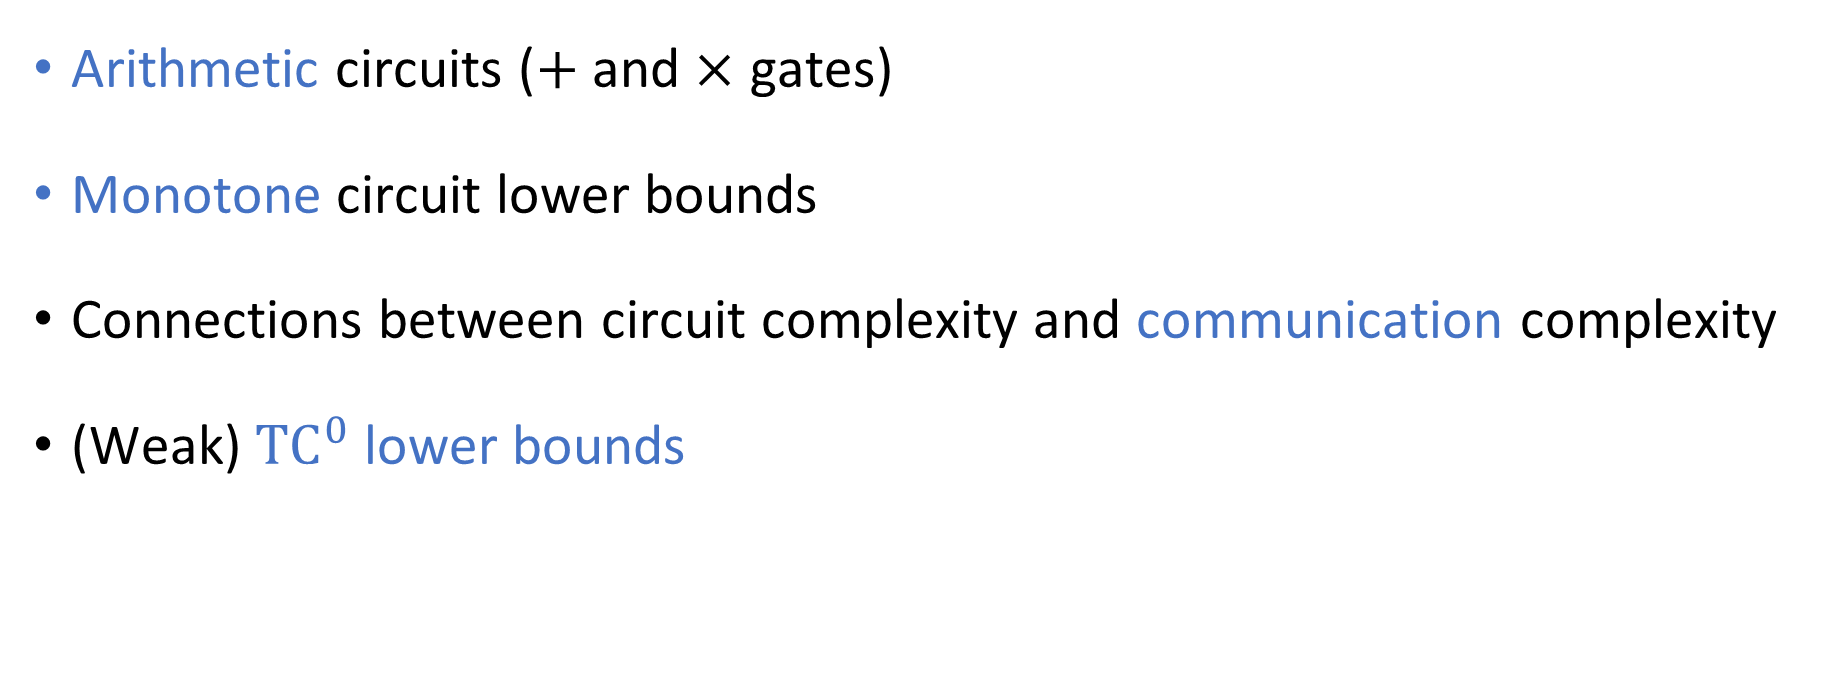 • Arithmetic circuits (+ and × gates)
• Monotone circuit lower bounds
• Connections between circuit complexity and communication complexity
• (Weak) TC⁰ lower bounds